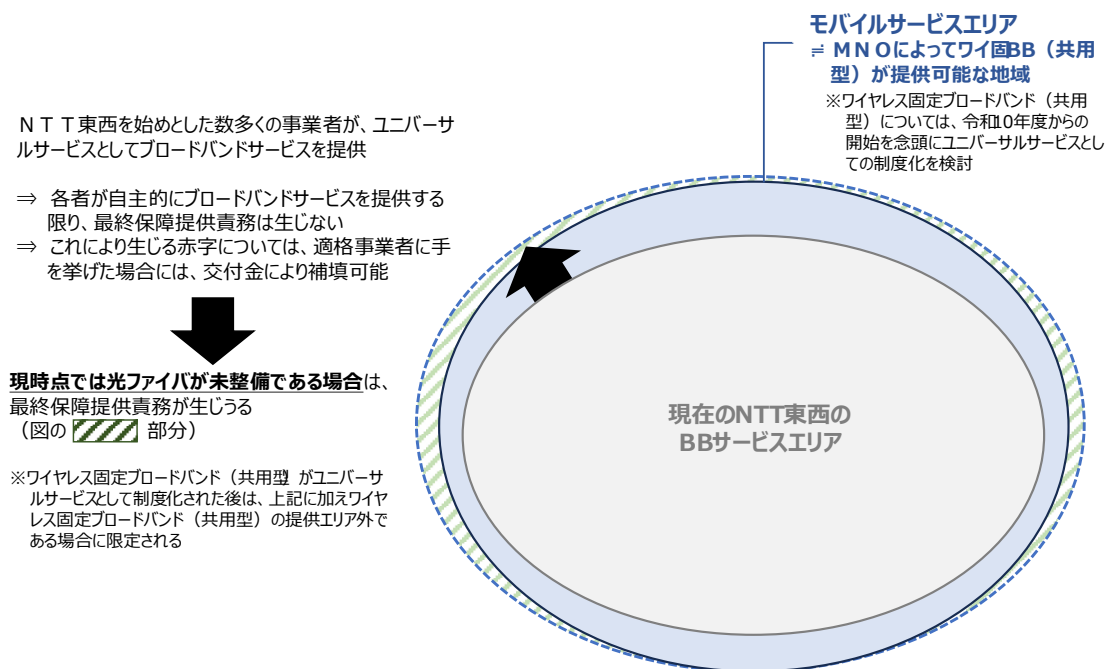 モバイルサービスエリア
≒ ＭＮＯによってワイ固BB（共用
型）が提供可能な地域
※ワイヤレス固定ブロードバンド（共用
型）については、令和10年度からの
開始を念頭にユニバーサルサービスとし
ての制度化を検討
ＮＴＴ東西を始めとした数多くの事業者が、ユニバーサ
ルサービスとしてブロードバンドサービスを提供
⇒ 各者が自主的にブロードバンドサービスを提供する
限り、最終保障提供責務は生じない
⇒ これにより生じる赤字については、適格事業者に手
を挙げた場合には、交付金により補填可能
現時点では光ファイバが未整備である場合は、
最終保障提供責務が生じうる
（図の 部分）
※ワイヤレス固定ブロードバンド（共用型）がユニバーサ
ルサービスとして制度化された後は、上記に加えワイヤ
レス固定ブロードバンド（共用型）の提供エリア外で
ある場合に限定される
現在のNTT東西の
BBサービスエリア